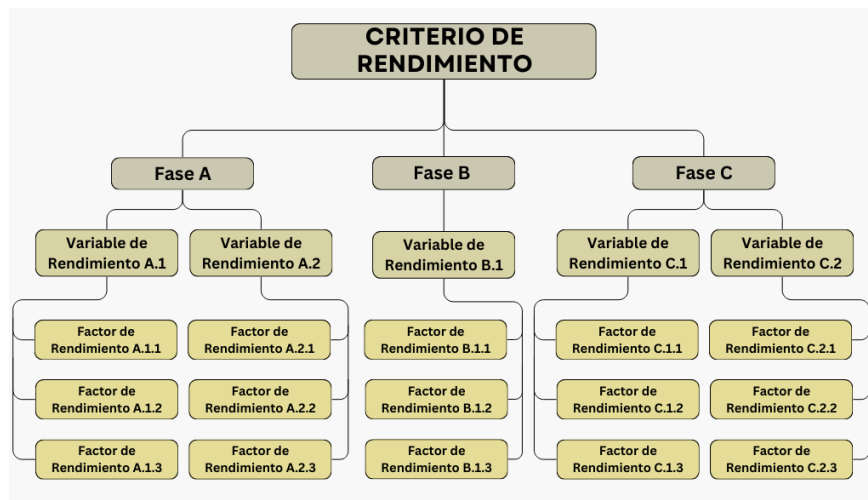 CRITERIO DE
RENDIMIENTO
Fase A
Fase B
Fase C
Variable de
Rendimiento A.1
Variable de
Rendimiento A.2
Variable de
Rendimiento B.1
Variable de
Rendimiento C.1
Variable de
Rendimiento C.2
Factor de
Rendimiento A.1.1
Factor de
Rendimiento A.2.1
Factor de
Rendimiento B.1.1
Factor de
Rendimiento C.1.1
Factor de
Rendimiento C.2.1
Factor de
Rendimiento A.1.2
Factor de
Rendimiento A.2.2
Factor de
Rendimiento B.1.2
Factor de
Rendimiento C.1.2
Factor de
Rendimiento C.2.2
Factor de
Rendimiento A.1.3
Factor de
Rendimiento A.2.3
Factor de
Rendimiento B.1.3
Factor de
Rendimiento C.1.3
Factor de
Rendimiento C.2.3